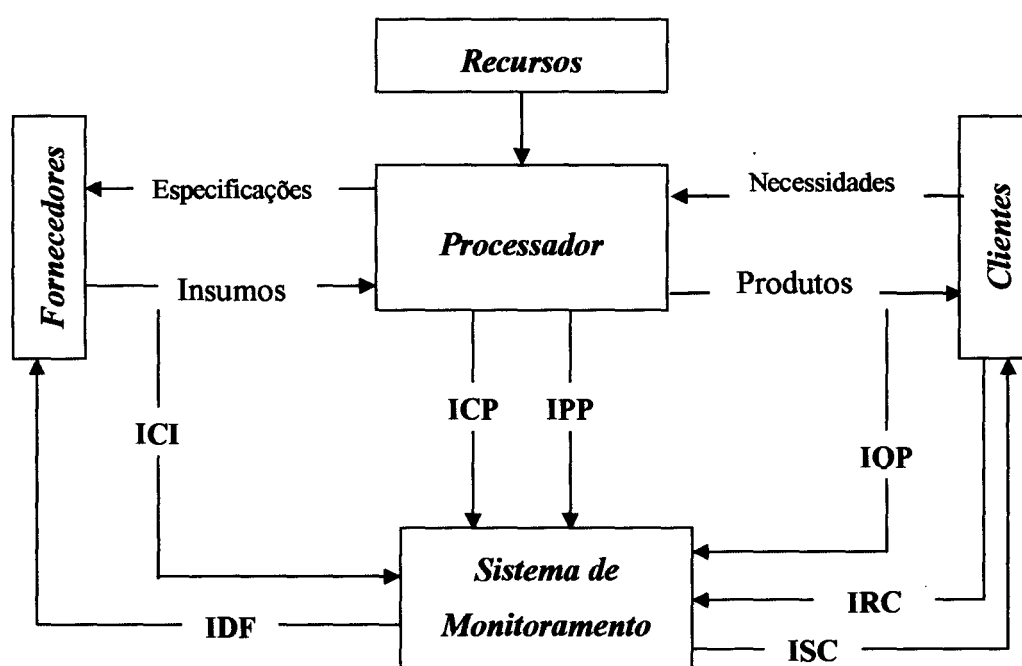 Recursos
Fornecedores
Especificações
Necessidades
Clientes
Processador
Insumos
Produtos
ICP
IPP
ICI
IOP
Sistema de
Monitoramento
IRC
IDF
ISC